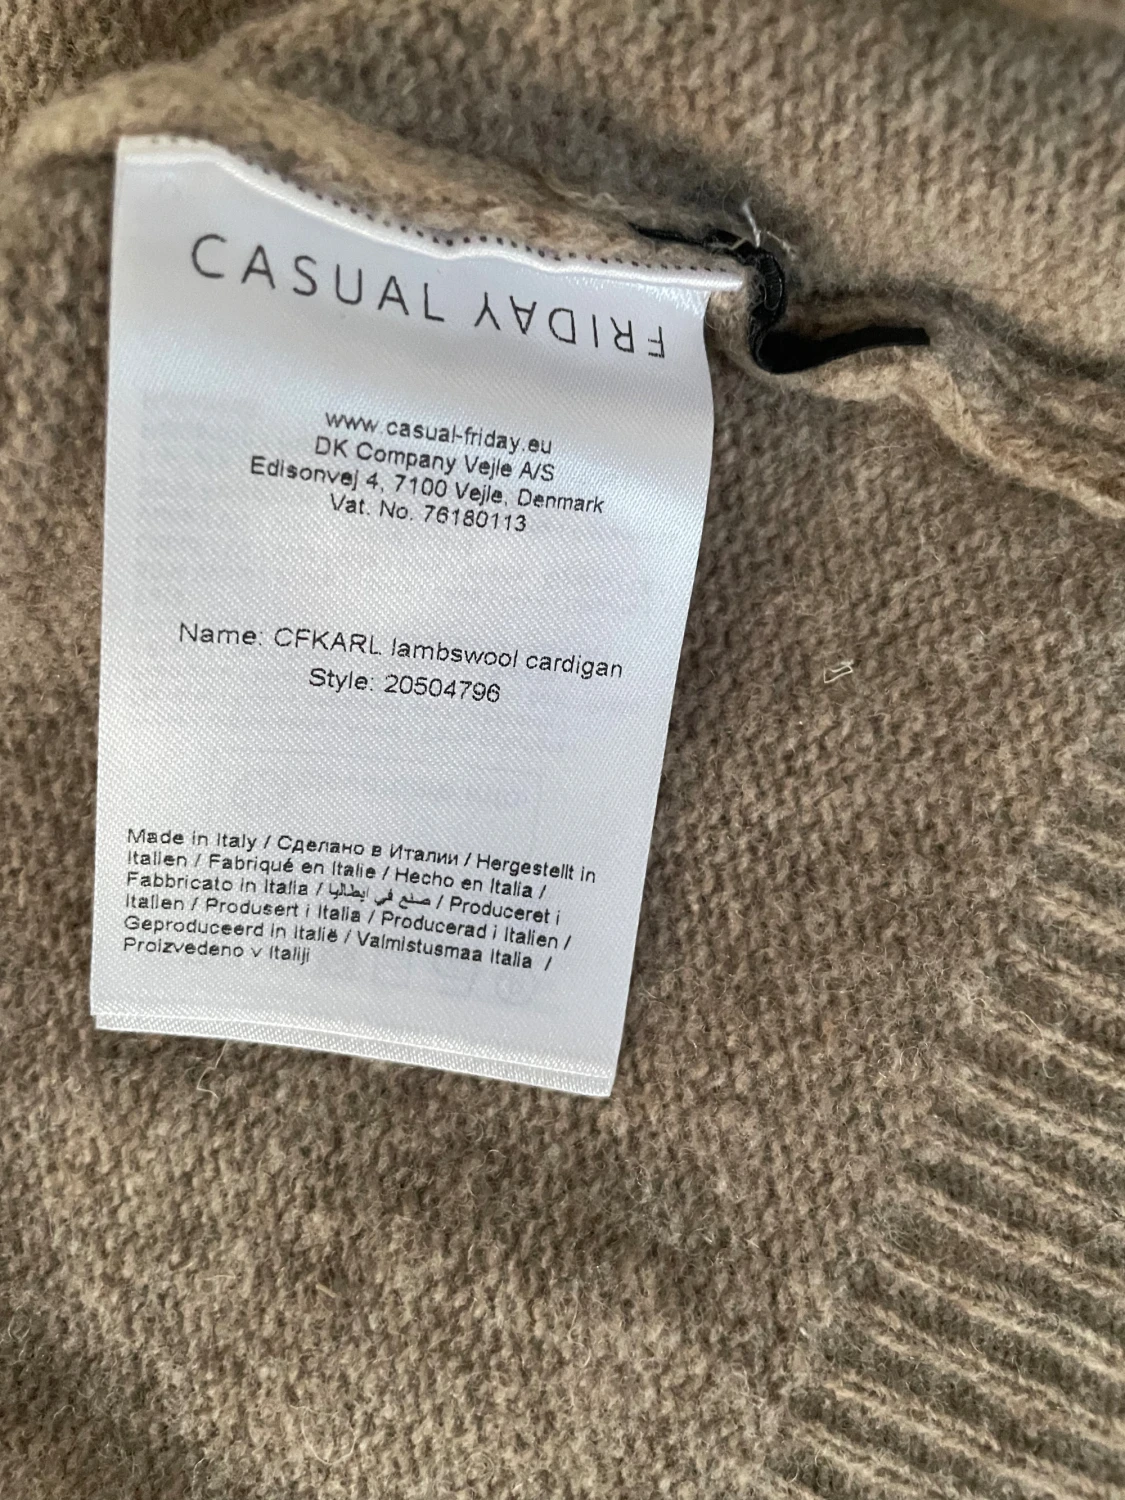 CASUAL FRIDAY
www.casual-friday.eu
DK Company Vejle A/S
Edisonvej 4, 7100 Vejle, Denmark
Vat. No. 76180113
Name: CFKARL lambswool cardigan
Style: 20504796
Made in Italy / Сделано в Италии / Hergestellt in
Italien / Fabriqué en Italie / Hecho en Italia /
Fabbricato in Italia / صنع في ايطاليا / Produceret i
Italien / Produsert i Italia / Producerad i Italien /
Geproduceerd in Italië / Valmistusmaa Italia /
Proizvedeno v Italiji